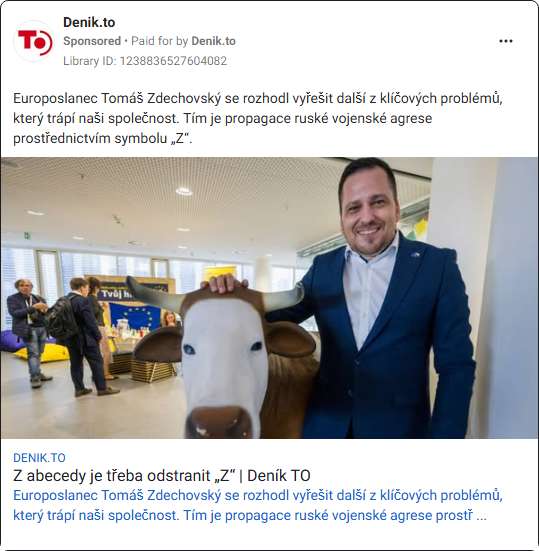 Denik.to
Sponsored • Paid for by Denik.to
Library ID: 1238836527604082
Europoslanec Tomáš Zdechovský se rozhodl vyřešit další z klíčových problémů,
který trápí naši společnost. Tím je propagace ruské vojenské agrese
prostřednictvím symbolu „Z“.
TO
Tvůj h
DENIK.TO
Z abecedy je třeba odstranit „Z“ | Deník TO
Europoslanec Tomáš Zdechovský se rozhodl vyřešit další z klíčových problémů,
který trápí naši společnost. Tím je propagace ruské vojenské agrese prostř ...